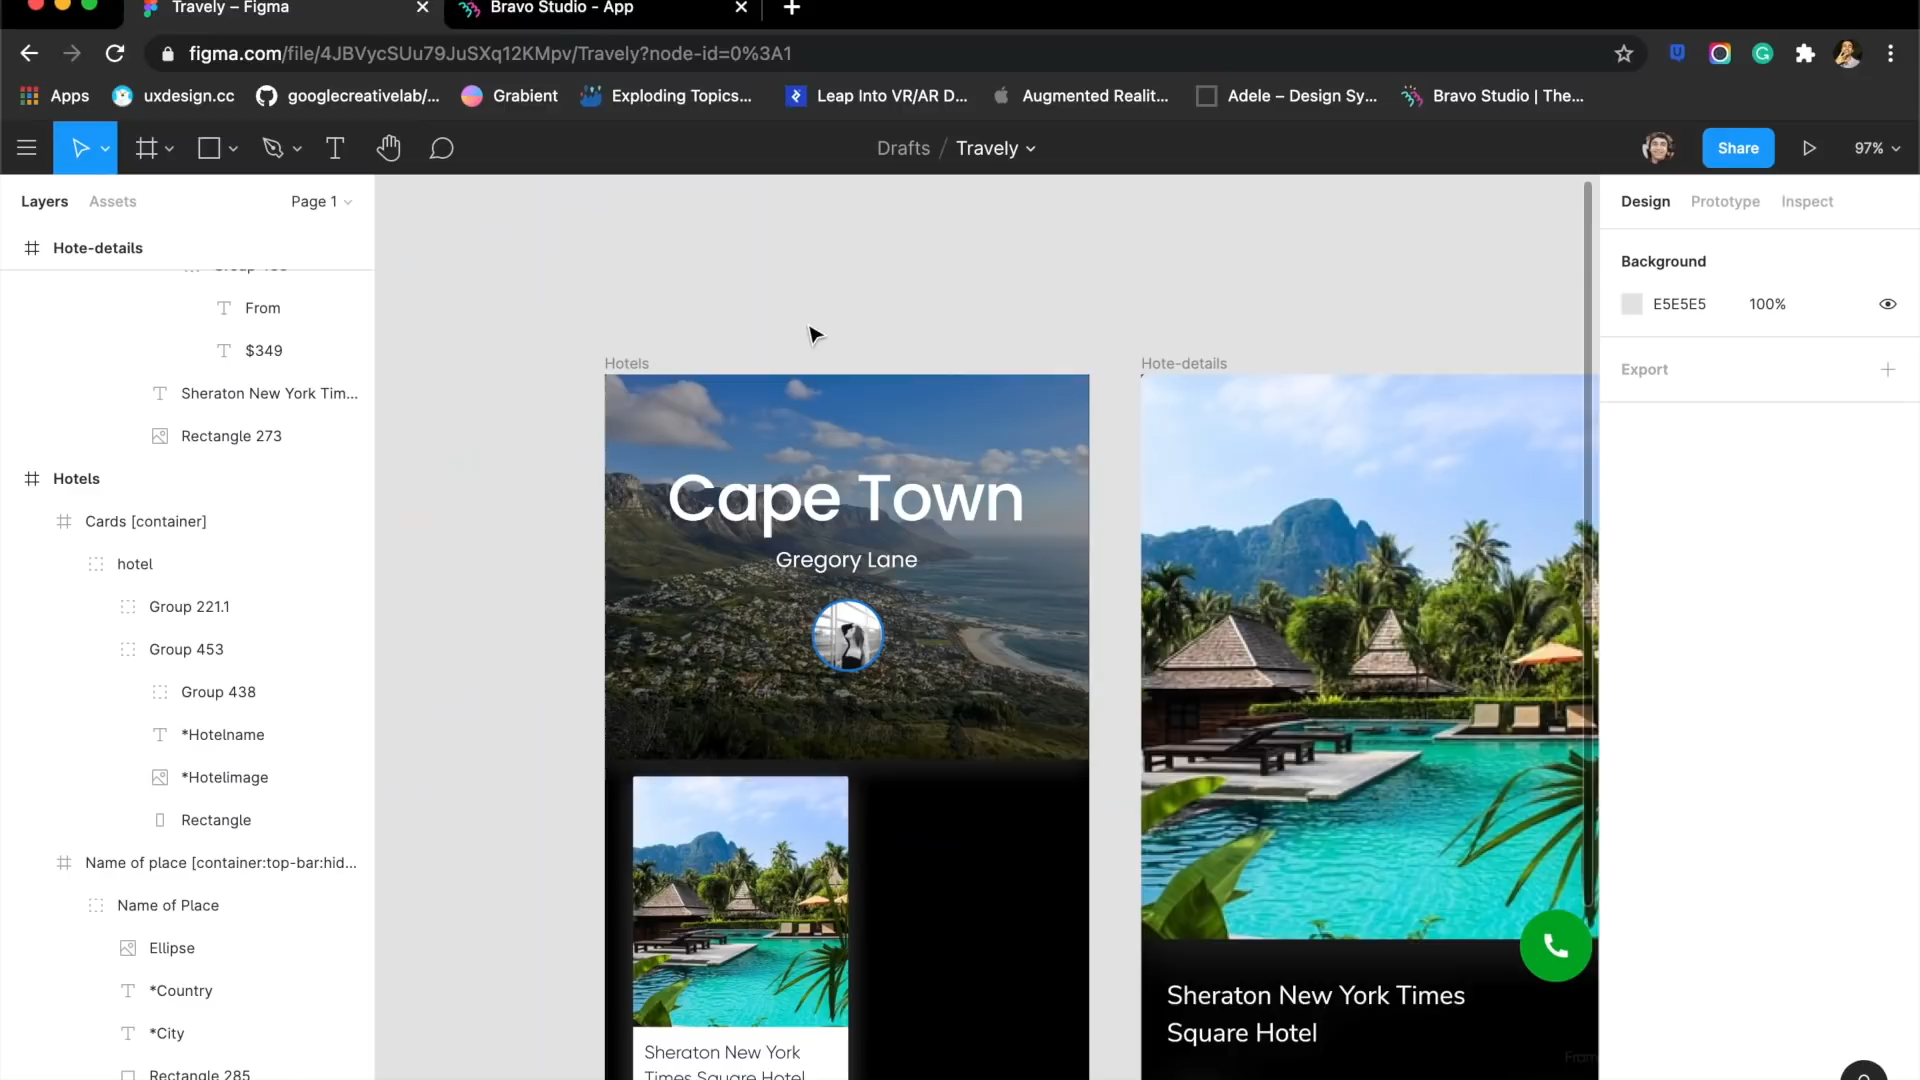 Travely – Figma
Bravo Studio - App
figma.com/file/4JBVycSUu79JuSXq12KMpv/Travely?node-id=0%3A1
Apps
uxdesign.cc
googlecreativelab/...
Grabient
Exploding Topics...
Leap Into VR/AR D...
Augmented Realit...
Adele – Design Sy...
Bravo Studio | The...
Drafts / Travely
Share
97%
Layers
Assets
Page 1
Hote-details
From
$349
Sheraton New York Tim...
Rectangle 273
Hotels
Cards [container]
hotel
Group 221.1
Group 453
Group 438
*Hotelname
*Hotelimage
Rectangle
Name of place [container:top-bar:hid...
Name of Place
Ellipse
*Country
*City
Rectangle 285
Hotels
Cape Town
Gregory Lane
Sheraton New York
Times Square Hotel
Hote-details
Sheraton New York Times
Square Hotel
Design
Prototype
Inspect
Background
E5E5E5
100%
Export